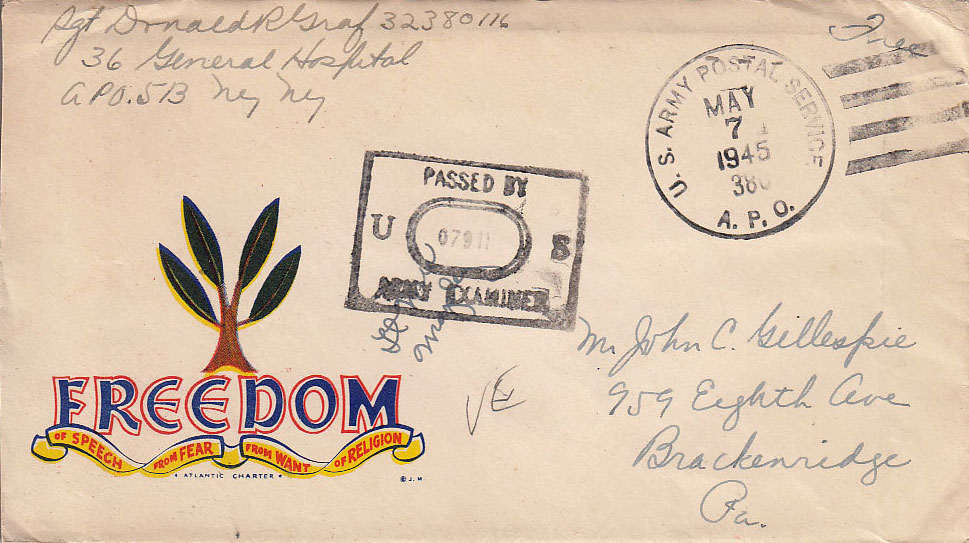 Sgt Donald R Graf 32380116
36 General Hospital
A.P.O. 513 Ny Ny
Free
U. S. ARMY POSTAL SERVICE
MAY
7
1945
380
A. P. O.
PASSED BY
U 07911 S
ARMY EXAMINER
Mr John C. Gillespie
959 Eighth Ave
Brackenridge
Pa.
VE
FREEDOM
OF SPEECH FROM FEAR FROM WANT OF RELIGION
* ATLANTIC CHARTER *
© J. M.